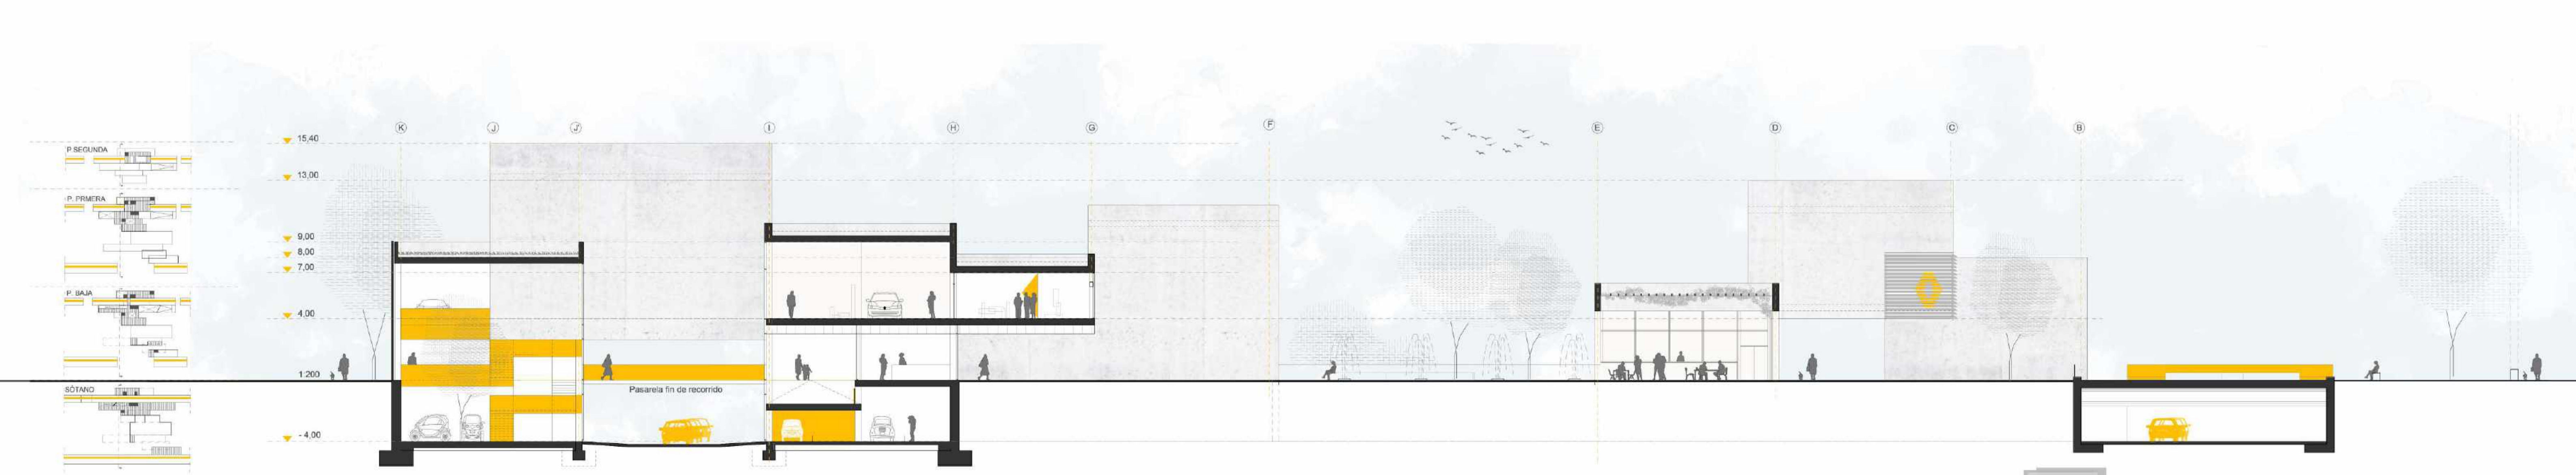 K J J' I H G F E D C B
15,40
P.SEGUNDA
13,00
P. PRMERA
9,00
8,00
7,00
P. BAJA
4,00
1 200
SÓTANO
Pasarela fin de recorrido
- 4,00